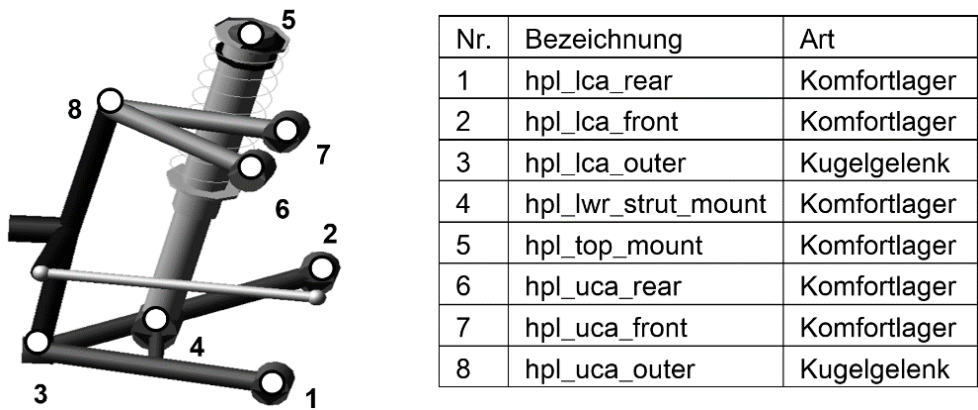 5
8
7
6
2
4
3
1
Nr. Bezeichnung Art
1 hpl_lca_rear Komfortlager
2 hpl_lca_front Komfortlager
3 hpl_lca_outer Kugelgelenk
4 hpl_lwr_strut_mount Komfortlager
5 hpl_top_mount Komfortlager
6 hpl_uca_rear Komfortlager
7 hpl_uca_front Komfortlager
8 hpl_uca_outer Kugelgelenk